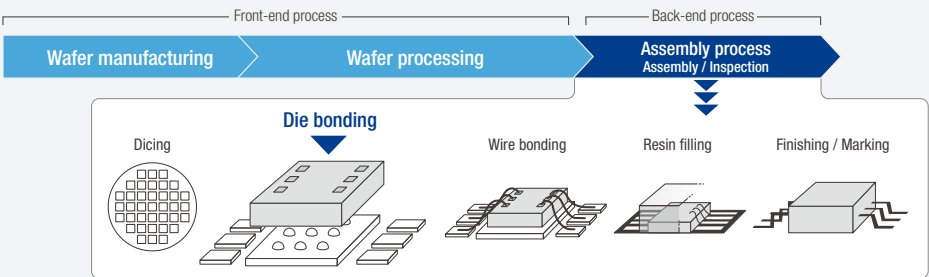 Front-end process
Back-end process
Wafer manufacturing
Wafer processing
Assembly process
Assembly / Inspection
Die bonding
Dicing
Wire bonding
Resin filling
Finishing / Marking